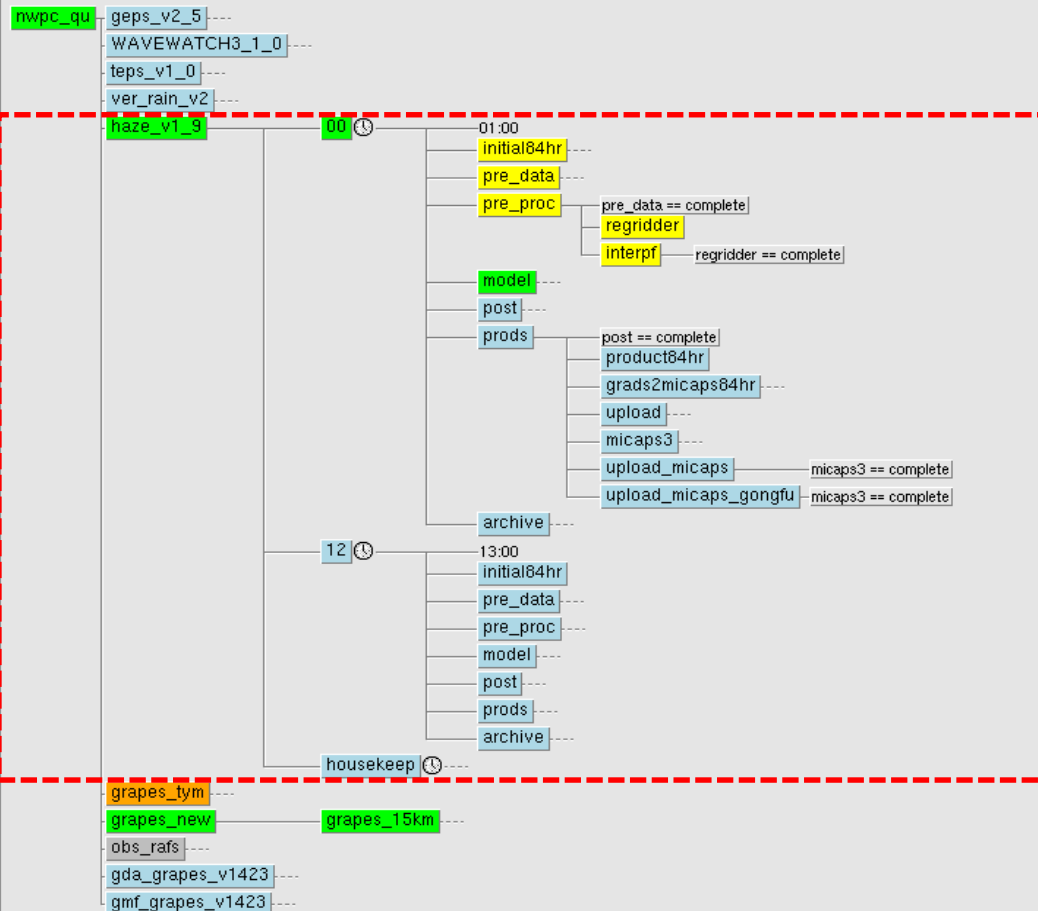 nwpc_qu geps_v2_5
WAVEWATCH3_1_0
teps_v1_0
ver_rain_v2
haze_v1_9 00 01:00
initial84hr
pre_data
pre_proc pre_data == complete
regridder
interpf regridder == complete
model
post
prods post == complete
product84hr
grads2micaps84hr
upload
micaps3
upload_micaps micaps3 == complete
upload_micaps_gongfu micaps3 == complete
archive
12 13:00
initial84hr
pre_data
pre_proc
model
post
prods
archive
housekeep
grapes_tym
grapes_new grapes_15km
obs_rafs
gda_grapes_v1423
gmf_grapes_v1423